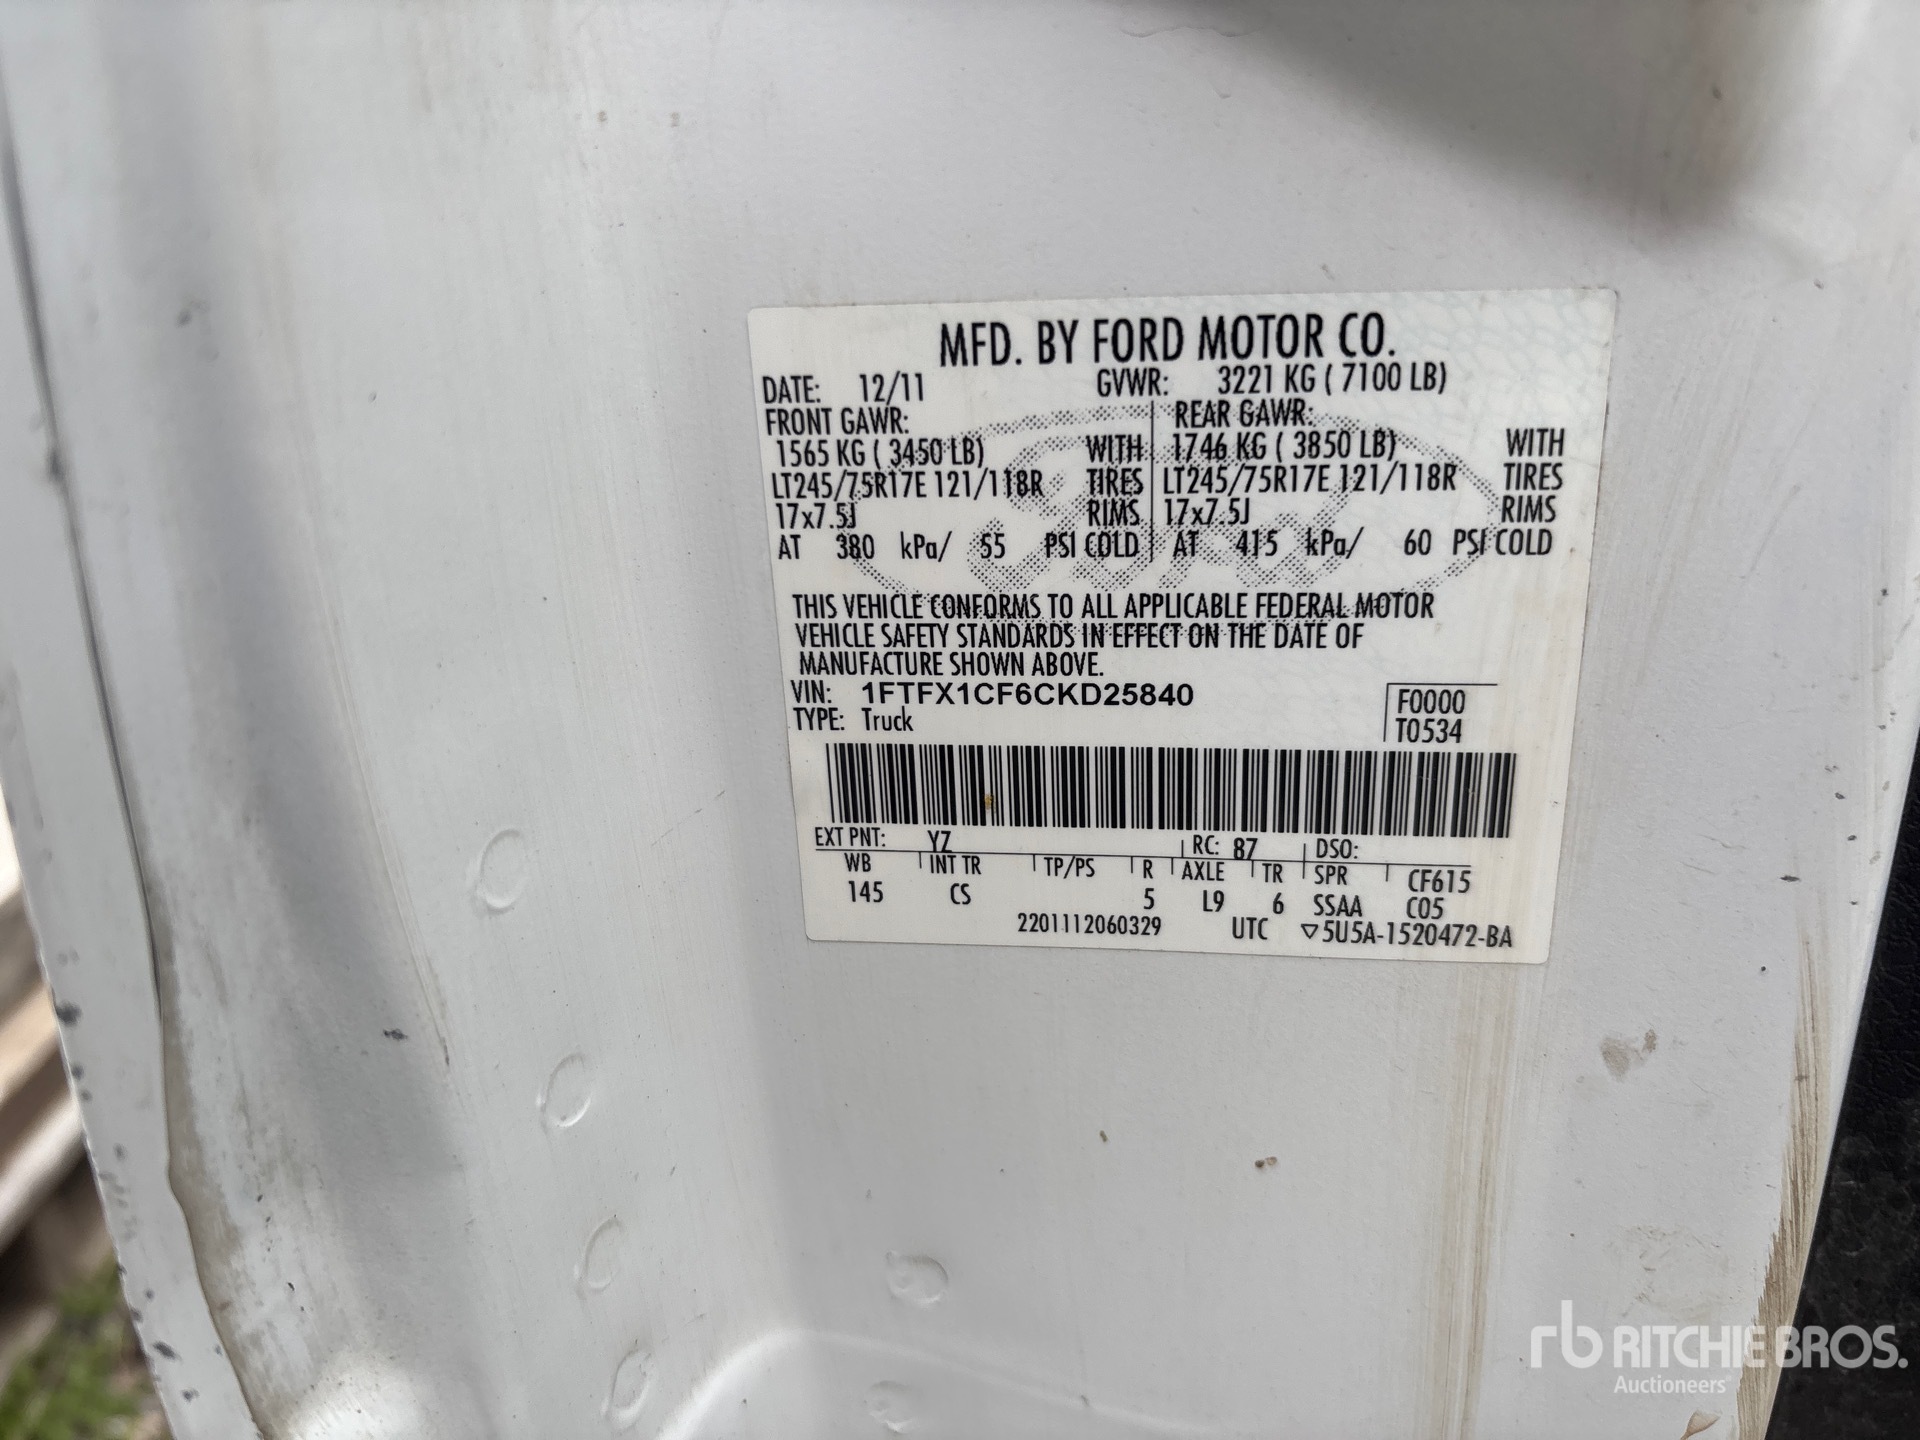 MFD. BY FORD MOTOR CO.
DATE: 12/11 GVWR: 3221 KG ( 7100 LB)
FRONT GAWR: REAR GAWR:
1565 KG ( 3450 LB) WITH 1746 KG ( 3850 LB) WITH
LT245/75R17E 121/118R TIRES LT245/75R17E 121/118R TIRES
17x7.5J RIMS 17x7.5J RIMS
AT 380 kPa/ 55 PSI COLD AT 415 kPa/ 60 PSI COLD
Ford
THIS VEHICLE CONFORMS TO ALL APPLICABLE FEDERAL MOTOR
VEHICLE SAFETY STANDARDS IN EFFECT ON THE DATE OF
MANUFACTURE SHOWN ABOVE.
VIN: 1FTFX1CF6CKD25840 F0000
TYPE: Truck T0534
EXT PNT: YZ RC: 87 DSO:
WB INT TR TP/PS R AXLE TR SPR CF615
145 CS 5 L9 6 SSAA C05
2201112060329 UTC ▽5U5A-1520472-BA
rb RITCHIE BROS.
Auctioneers